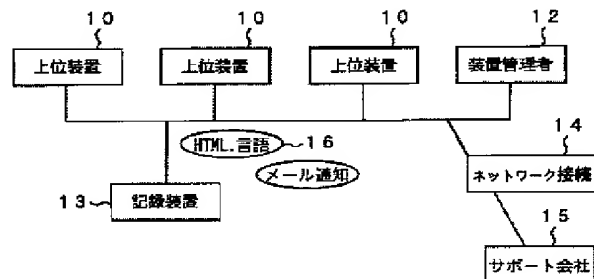 10 10 10 12
上位装置 上位装置 上位装置 装置管理者
HTML.言語 16
14
メール通知
ネットワーク接続
13 記録装置
15
サポート会社